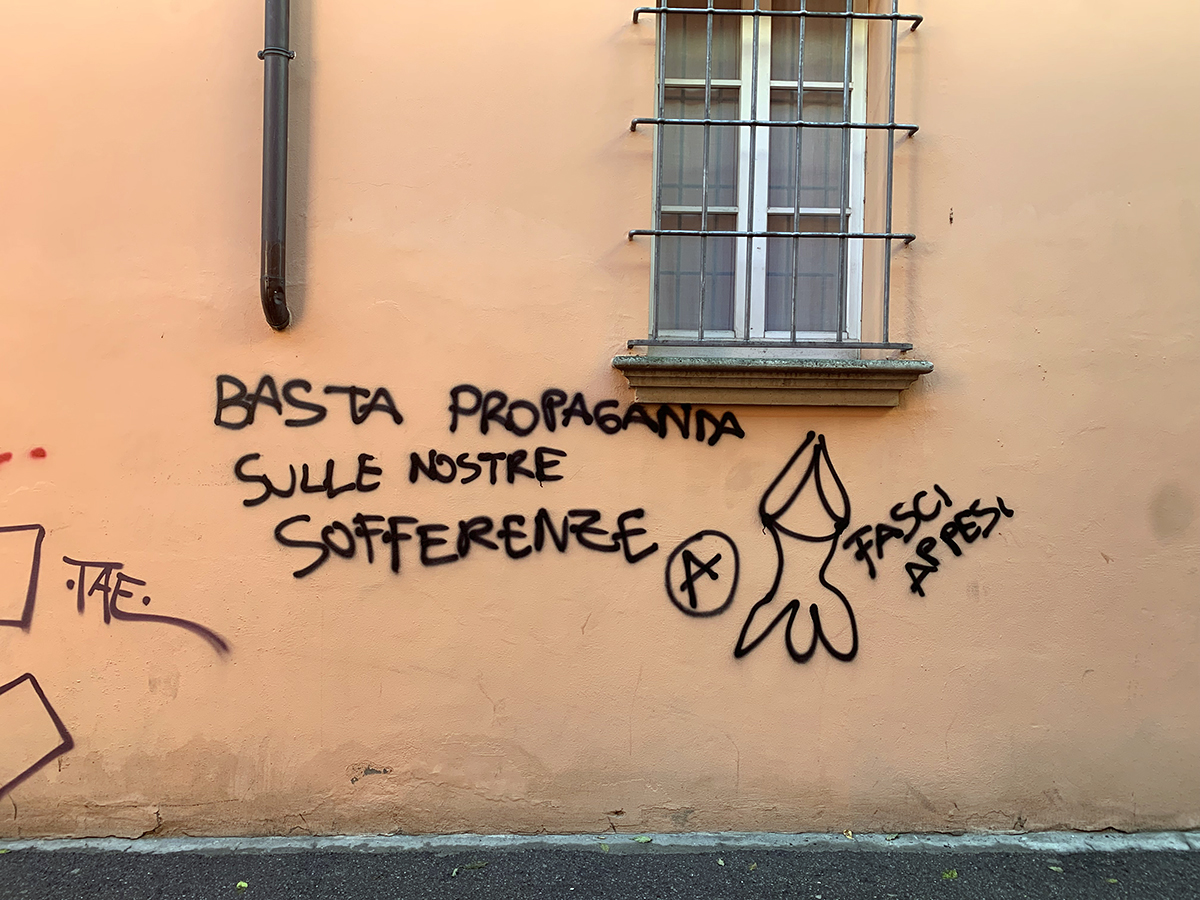 BASTA PROPAGANDA
SULLE NOSTRE
SOFFERENZE
A
FASCI
APPESI
·TAE·